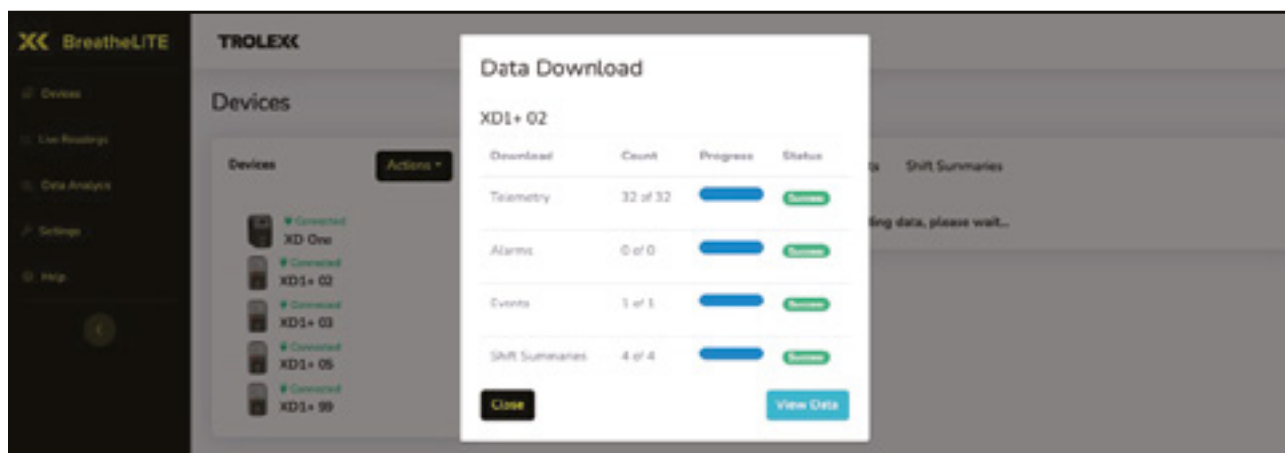 BreatheLITE
TROLEX
Devices
Live Readings
Data Analysis
Settings
Help
Devices
Devices
Actions
Connected
XD One
Connected
XD1+ 02
Connected
XD1+ 03
Connected
XD1+ 05
Connected
XD1+ 99
Shift Summaries
data, please wait...
Data Download
XD1+ 02
Download Count Progress Status
Telemetry 32 of 32 Success
Alarms 0 of 0 Success
Events 1 of 1 Success
Shift Summaries 4 of 4 Success
Close View Data